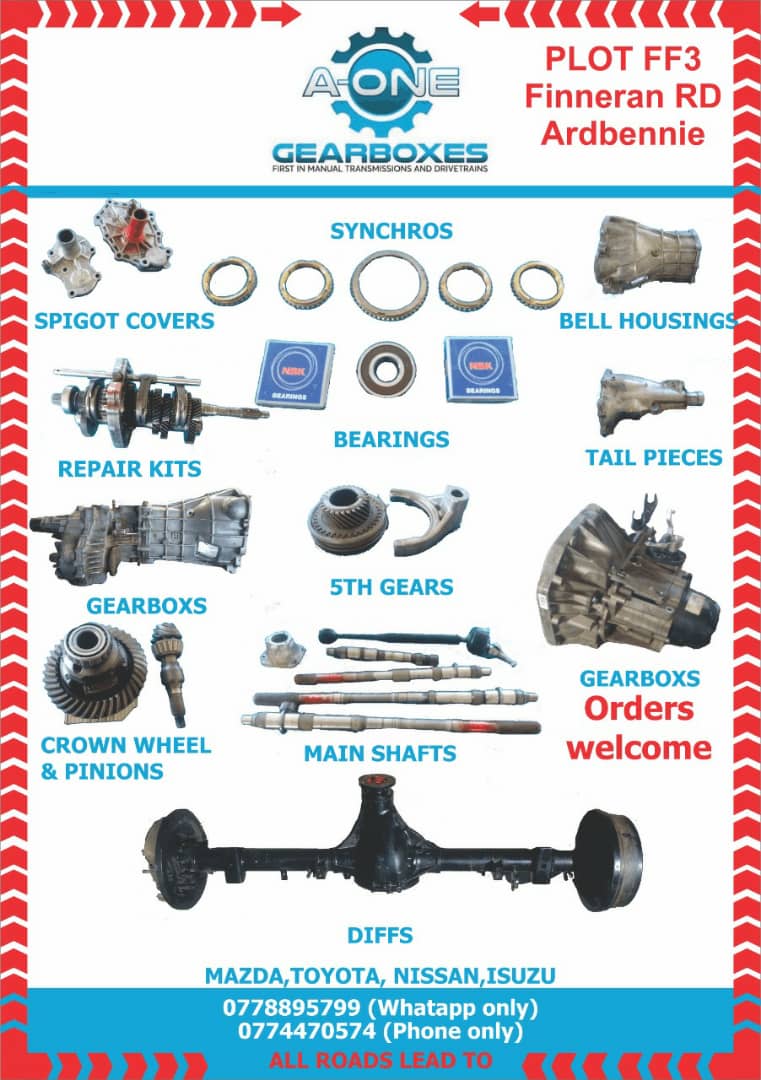 A-ONE
GEARBOXES
FIRST IN MANUAL TRANSMISSIONS AND DRIVETRAINS
PLOT FF3
Finneran RD
Ardbennie
SYNCHROS
SPIGOT COVERS
BELL HOUSINGS
NBK
BEARINGS
NBK
BEARINGS
BEARINGS
REPAIR KITS
TAIL PIECES
GEARBOXS
5TH GEARS
GEARBOXS
Orders
welcome
CROWN WHEEL
& PINIONS
MAIN SHAFTS
DIFFS
MAZDA,TOYOTA, NISSAN,ISUZU
0778895799 (Whatapp only)
0774470574 (Phone only)
ALL ROADS LEAD TO